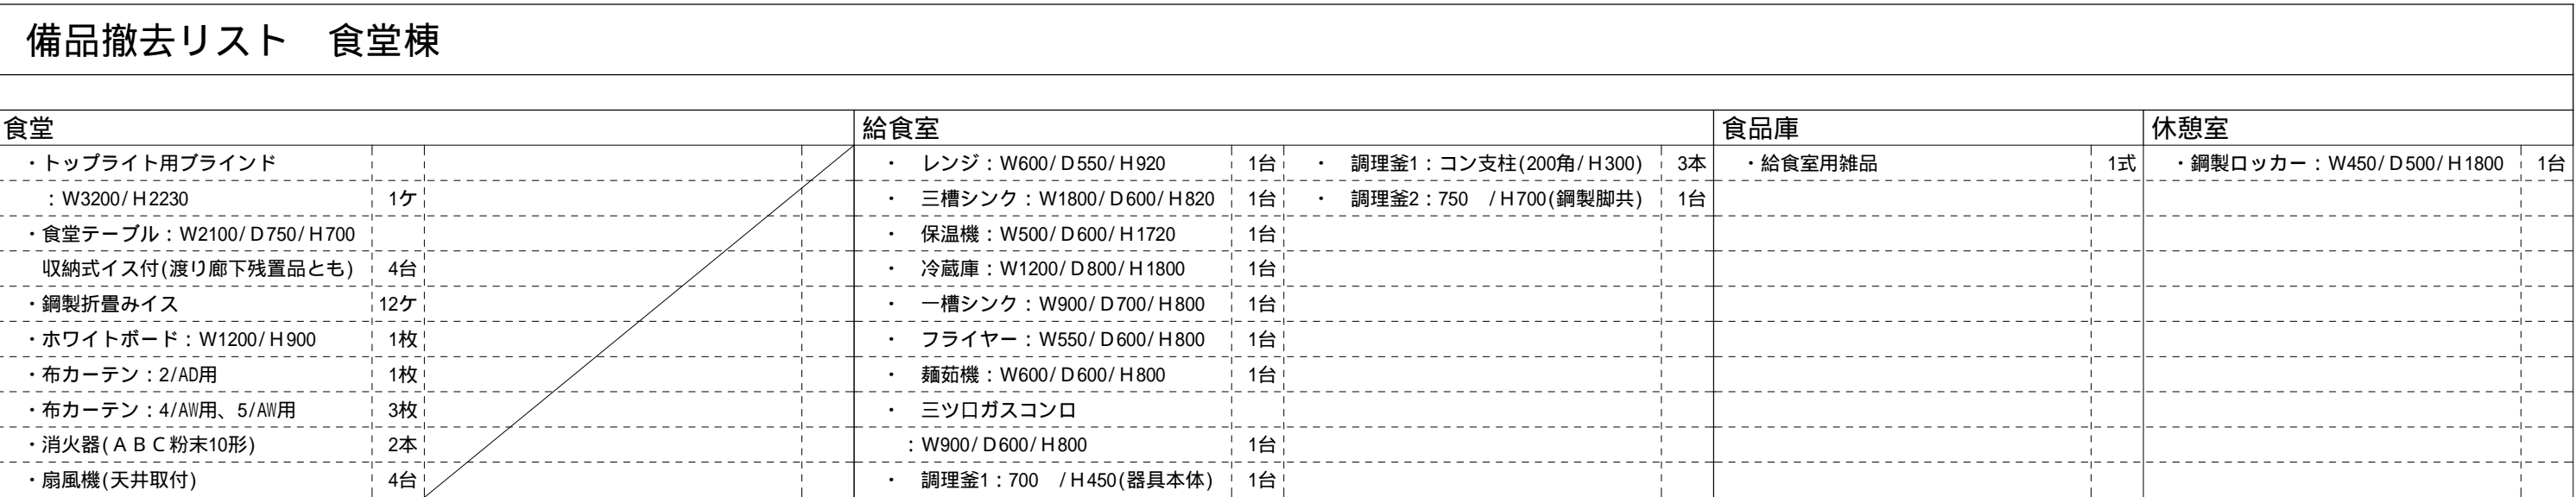 備品撤去リスト　食堂棟
食堂
・トップライト用ブラインド
：W3200/H2230 1ケ
・食堂テーブル：W2100/D750/H700
収納式イス付(渡り廊下残置品とも) 4台
・鋼製折畳みイス 12ケ
・ホワイトボード：W1200/H900 1枚
・布カーテン：2/AD用 1枚
・布カーテン：4/AW用、5/AW用 3枚
・消火器(ＡＢＣ粉末10形) 2本
・扇風機(天井取付) 4台
給食室
・　レンジ：W600/D550/H920 1台
・　三槽シンク：W1800/D600/H820 1台
・　保温機：W500/D600/H1720 1台
・　冷蔵庫：W1200/D800/H1800 1台
・　一槽シンク：W900/D700/H800 1台
・　フライヤー：W550/D600/H800 1台
・　麺茹機：W600/D600/H800 1台
・　三ツ口ガスコンロ
：W900/D600/H800 1台
・　調理釜1：700　/H450(器具本体) 1台
・　調理釜1：コン支柱(200角/H300) 3本
・　調理釜2：750　/H700(鋼製脚共) 1台
食品庫
・給食室用雑品 1式
休憩室
・鋼製ロッカー：W450/D500/H1800 1台